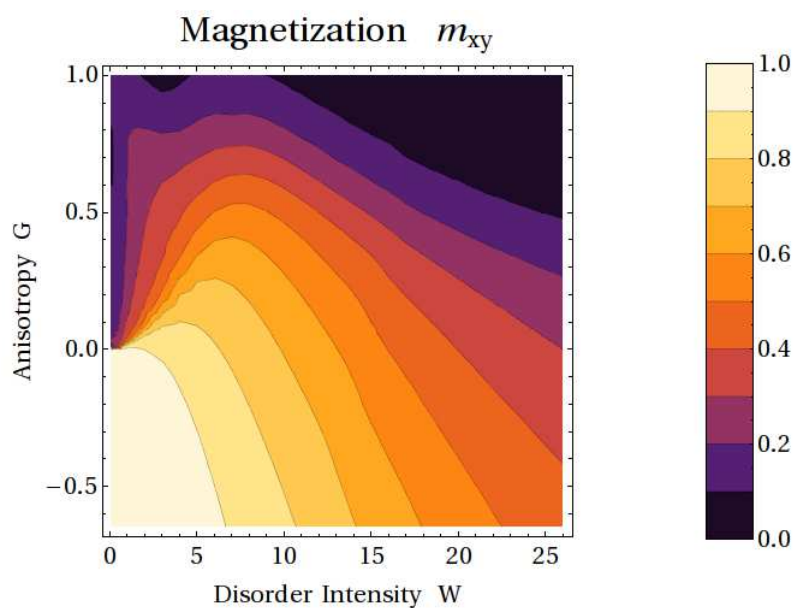 Magnetization m_xy
1.0
0.5
0.0
−0.5
Anisotropy G
0 5 10 15 20 25
Disorder Intensity W
1.0
0.8
0.6
0.4
0.2
0.0